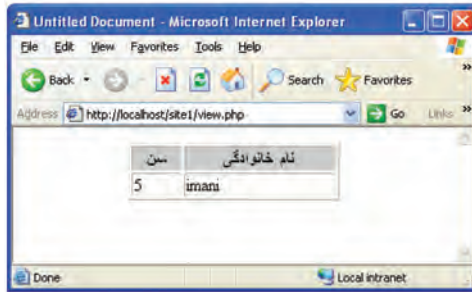 Untitled Document - Microsoft Internet Explorer
File Edit View Favorites Tools Help
Back Search Favorites »
Address http://localhost/site1/view.php Go Links »
نام خانوادگی سن
imani 5
Done Local intranet